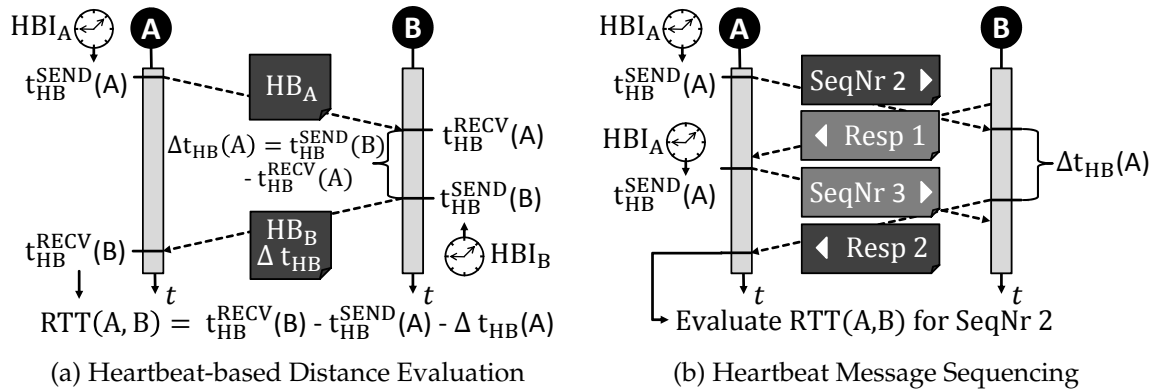 HBI_A A B
t_HB^SEND(A)
HB_A
t_HB^RECV(A)
Δt_HB(A) = t_HB^SEND(B)
- t_HB^RECV(A)
t_HB^SEND(B)
HB_B
Δ t_HB
t_HB^RECV(B)
HBI_B
t t
RTT(A, B) = t_HB^RECV(B) - t_HB^SEND(A) - Δ t_HB(A)
(a) Heartbeat-based Distance Evaluation
HBI_A A B
t_HB^SEND(A)
SeqNr 2
Resp 1
HBI_A
Δt_HB(A)
t_HB^SEND(A)
SeqNr 3
Resp 2
t t
Evaluate RTT(A,B) for SeqNr 2
(b) Heartbeat Message Sequencing